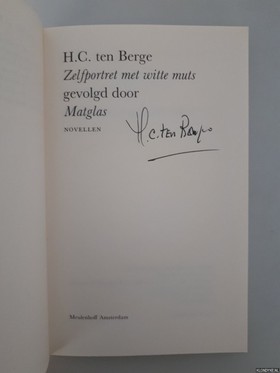 H.C. ten Berge
Zelfportret met witte muts
gevolgd door
Matglas
NOVELLEN
H.C. ten Berge
Meulenhoff Amsterdam